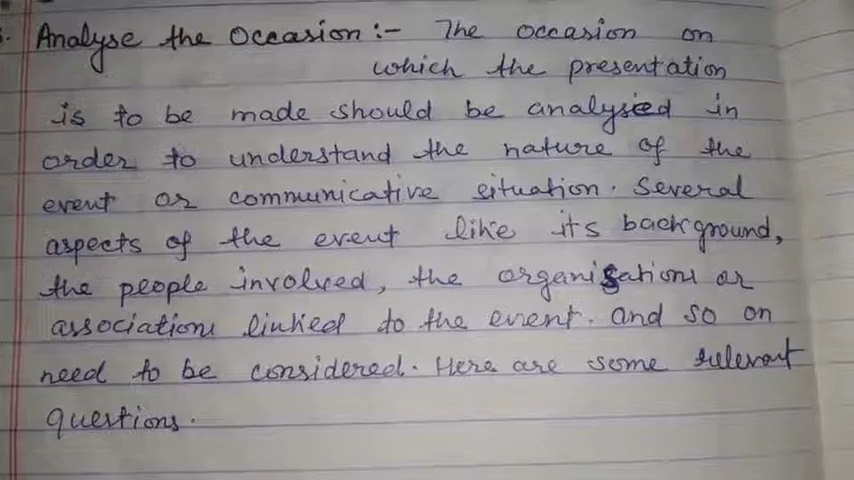 Analyse the Occasion :- The occasion on
which the presentation
is to be made should be analysed in
order to understand the nature of the
event or communicative situation. Several
aspects of the event like its background,
the people involved, the organisations or
associations linked to the event. and so on
need to be considered. Here are some relevant
questions.